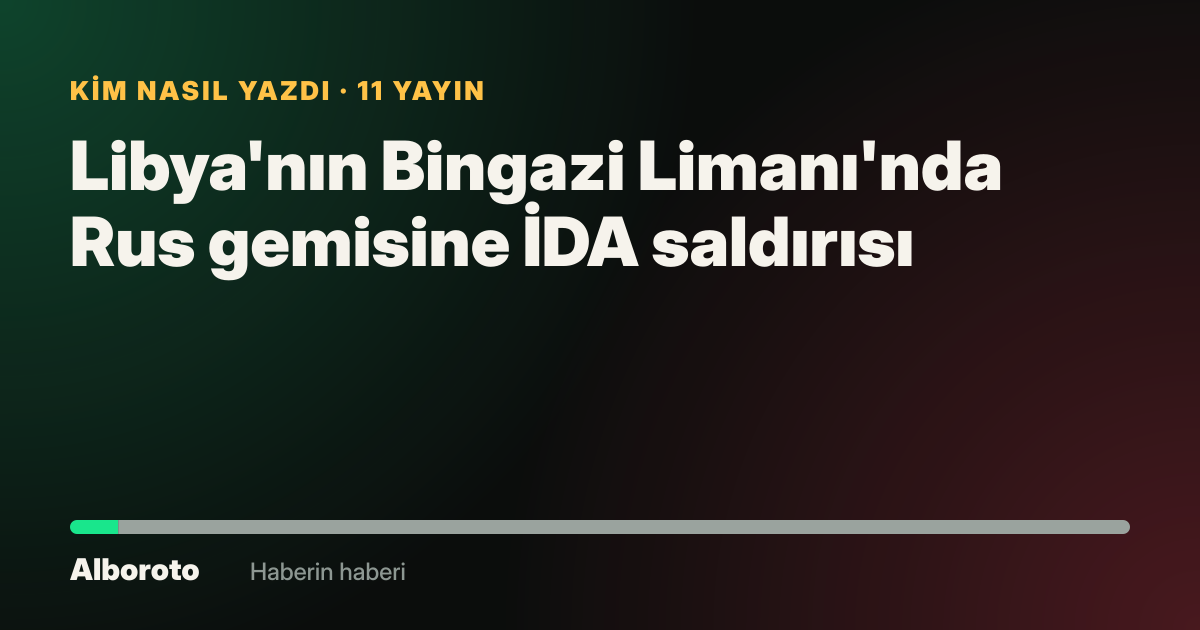 KİM NASIL YAZDI · 11 YAYIN
Libya'nın Bingazi Limanı'nda
Rus gemisine İDA saldırısı
Alboroto
Haberin haberi